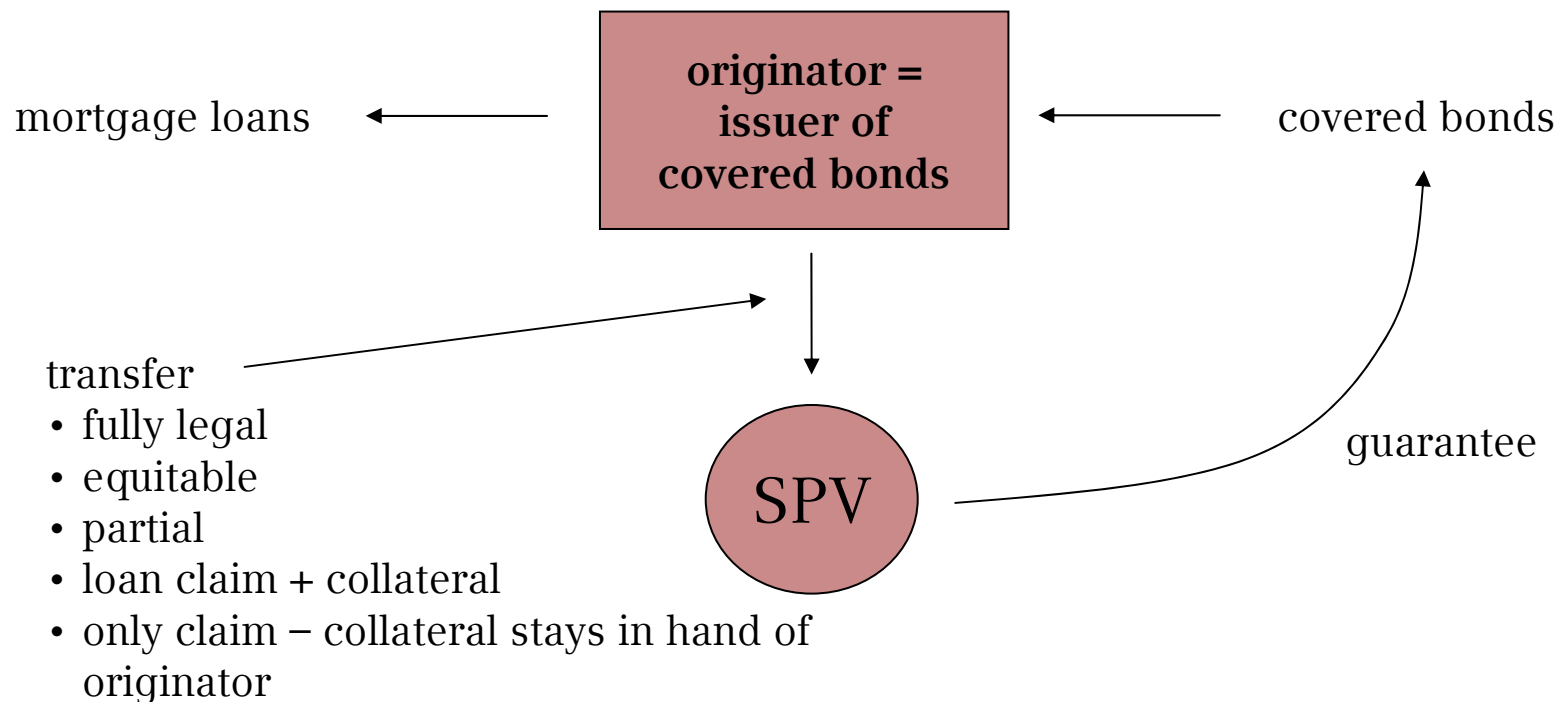 originator =
issuer of
covered bonds
mortgage loans
covered bonds
transfer
• fully legal
• equitable
• partial
• loan claim + collateral
• only claim – collateral stays in hand of
originator
SPV
guarantee